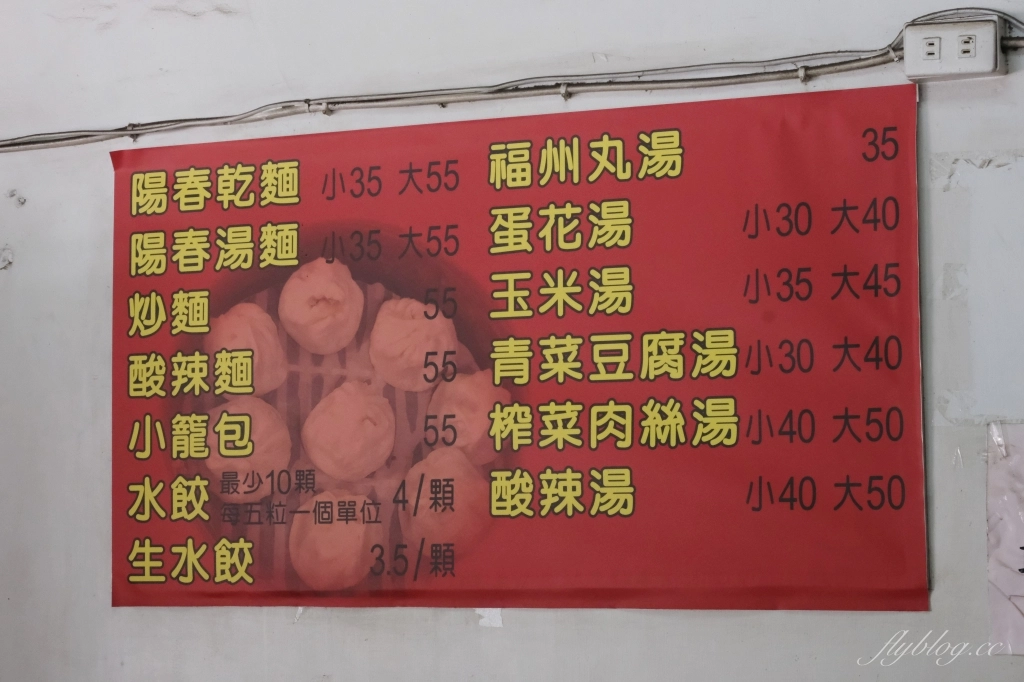 陽春乾麵 小35 大55
陽春湯麵 小35 大55
炒麵 55
酸辣麵 55
小籠包 55
水餃 最少10顆 每五粒一個單位 4/顆
生水餃 3.5/顆
福州丸湯 35
蛋花湯 小30 大40
玉米湯 小35 大45
青菜豆腐湯 小30 大40
榨菜肉絲湯 小40 大50
酸辣湯 小40 大50
flyblog.cc